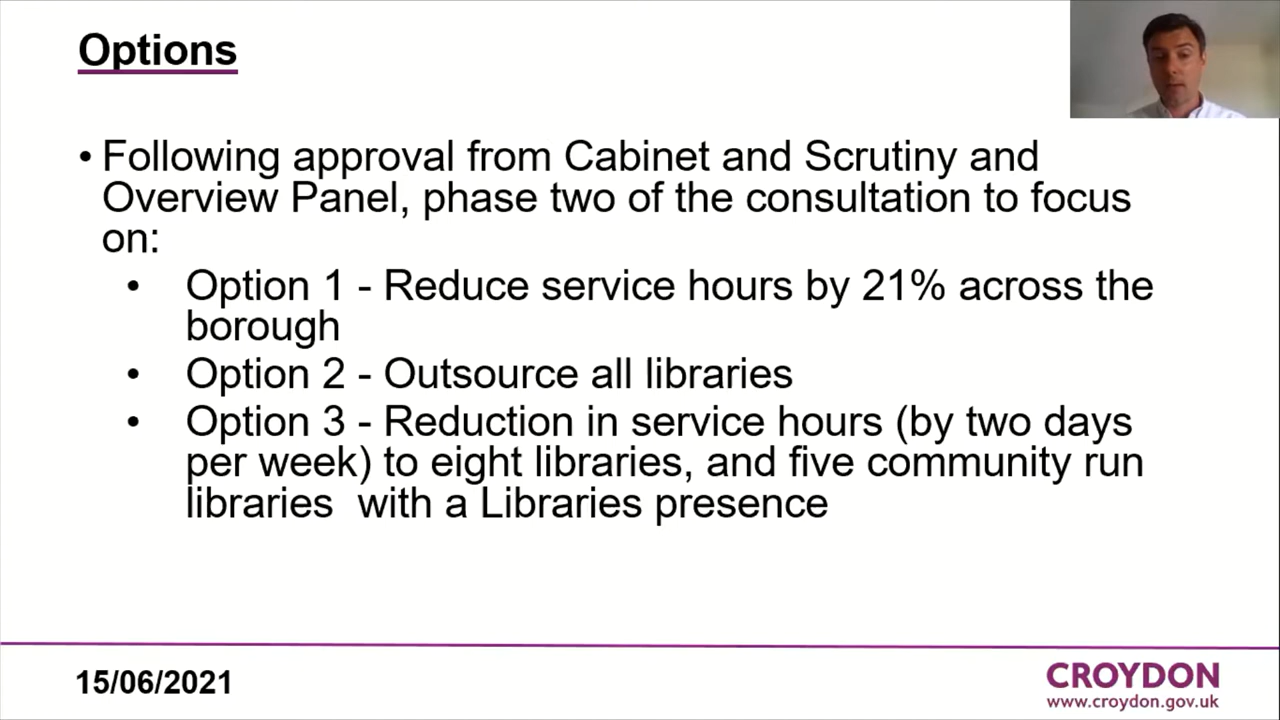 Options
• Following approval from Cabinet and Scrutiny and
Overview Panel, phase two of the consultation to focus
on:
• Option 1 - Reduce service hours by 21% across the
borough
• Option 2 - Outsource all libraries
• Option 3 - Reduction in service hours (by two days
per week) to eight libraries, and five community run
libraries  with a Libraries presence
15/06/2021
CROYDON
www.croydon.gov.uk